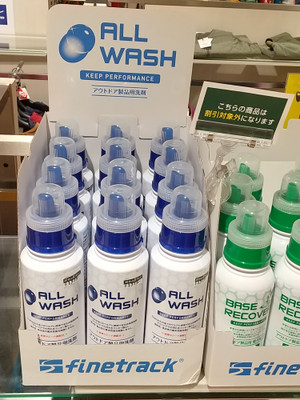 ALL
WASH
KEEP PERFORMANCE
アウトドア製品用洗剤
こちらの商品は
割引対象外になります
ALL
WASH
ALL
WASH
ALL
WASH
BASE
RECOVE
finetrack®
finetrack